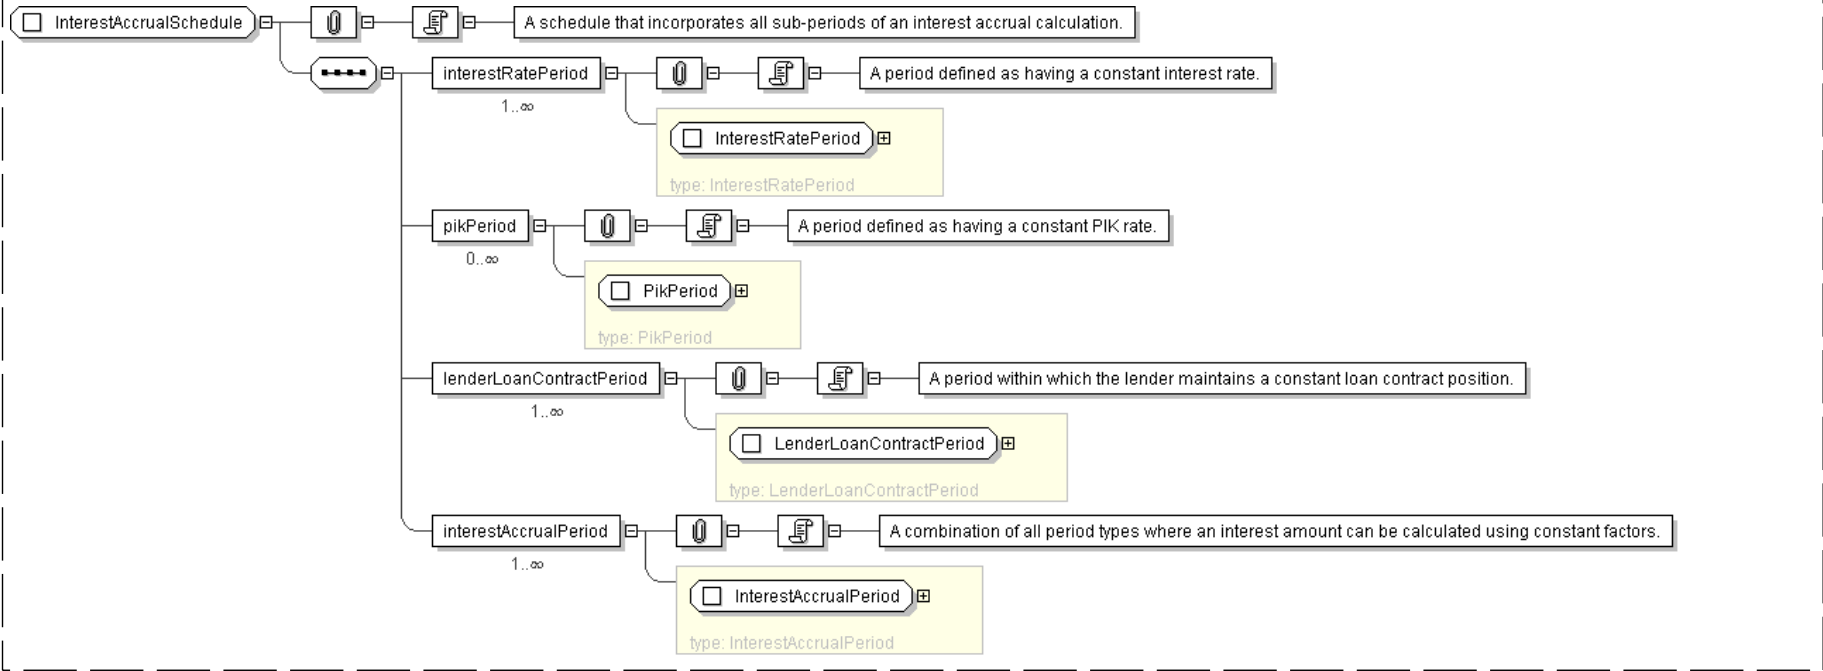 InterestAccrualSchedule A schedule that incorporates all sub-periods of an interest accrual calculation.
interestRatePeriod A period defined as having a constant interest rate.
1..∞
InterestRatePeriod
type: InterestRatePeriod
pikPeriod A period defined as having a constant PIK rate.
0..∞
PikPeriod
type: PikPeriod
lenderLoanContractPeriod A period within which the lender maintains a constant loan contract position.
1..∞
LenderLoanContractPeriod
type: LenderLoanContractPeriod
interestAccrualPeriod A combination of all period types where an interest amount can be calculated using constant factors.
1..∞
InterestAccrualPeriod
type: InterestAccrualPeriod